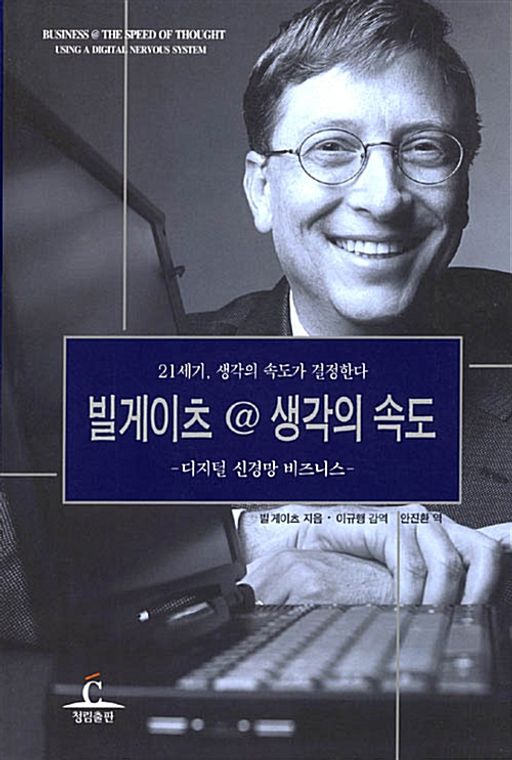 BUSINESS @ THE SPEED OF THOUGHT
USING A DIGITAL NERVOUS SYSTEM
21세기, 생각의 속도가 결정한다
빌게이츠 @ 생각의 속도
-디지털 신경망 비즈니스-
빌 게이츠 지음 · 이규행 감역 안진환 역
Ć
청림출판